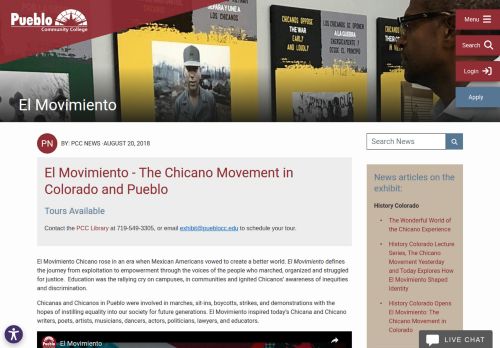 Pueblo
Community College
SEPARALA Y
LOS CHICANOS
CHICANOS
OPPOSE
THE WAR
EARLY AND
LOUDLY
LOS CHICANOS SE
OPONEN
A LA GUERRA
Menu
Search
Login
Apply
El Movimiento
PN BY: PCC NEWS ·AUGUST 20, 2018
Search News
El Movimiento - The Chicano Movement in
Colorado and Pueblo
Tours Available
Contact the PCC Library at 719-549-3305, or email exhibit@pueblocc.edu to schedule your tour.
El Movimiento Chicano rose in an era when Mexican Americans vowed to create a better world. El Movimiento defines
the journey from exploitation to empowerment through the voices of the people who marched, organized and struggled
for justice.  Education was the rallying cry on campuses, in communities and ignited Chicanos' awareness of inequities
and discrimination.
Chicanas and Chicanos in Pueblo were involved in marches, sit-ins, boycotts, strikes, and demonstrations with the
hopes of instilling equality into our society for future generations. El Movimiento inspired today's Chicana and Chicano
writers, poets, artists, musicians, dancers, actors, politicians, lawyers, and educators.
El Movimiento
News articles on the
exhibit:
History Colorado
The Wonderful World of
the Chicano Experience
History Colorado Lecture
Series, The Chicano
Movement Yesterday
and Today Explores How
El Movimiento Shaped
Identity
History Colorado Opens
El Movimiento: The
Chicano Movement in
Colorado
LIVE CHAT